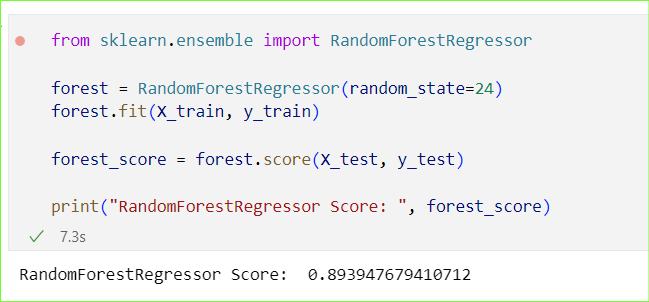 from sklearn.ensemble import RandomForestRegressor
forest = RandomForestRegressor(random_state=24)
forest.fit(X_train, y_train)
forest_score = forest.score(X_test, y_test)
print("RandomForestRegressor Score: ", forest_score)
7.3s
RandomForestRegressor Score:  0.893947679410712